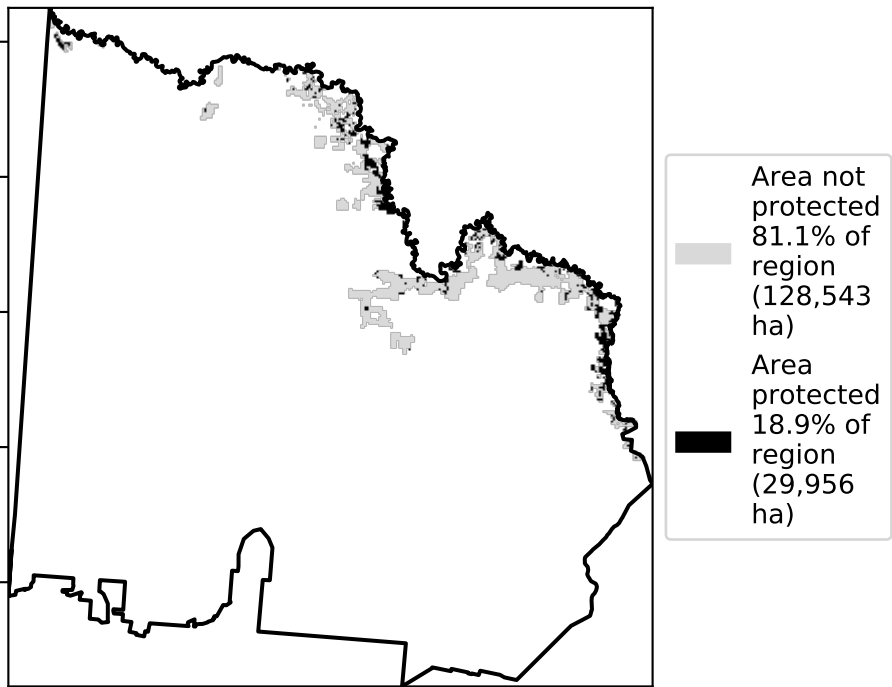 Area not
protected
81.1% of
region
(128,543
ha)
Area
protected
18.9% of
region
(29,956
ha)